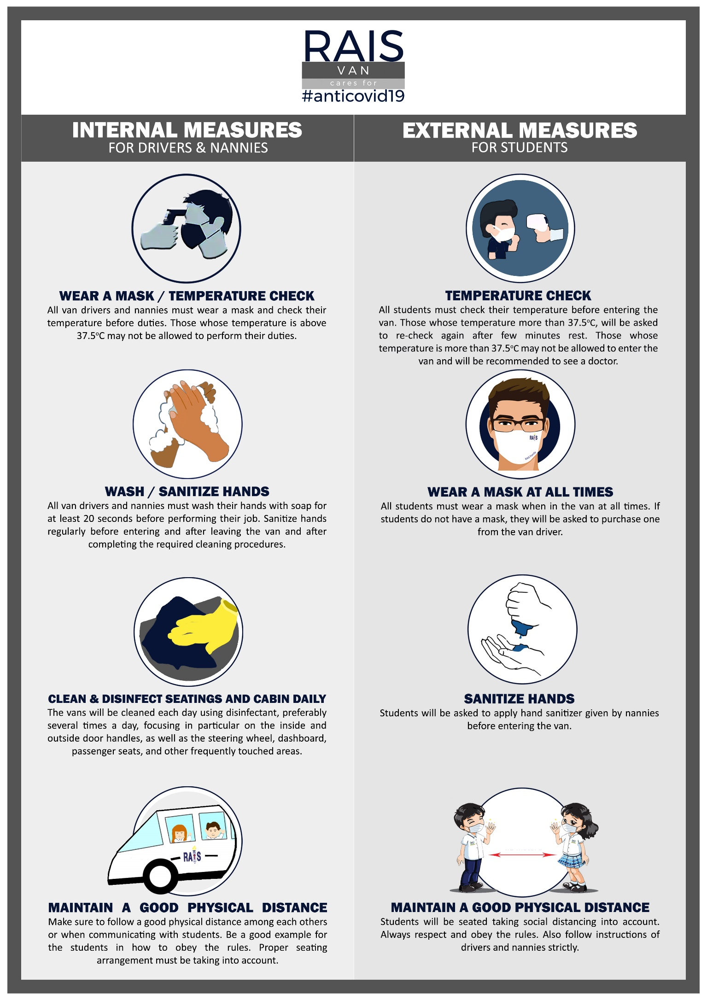 RAIS
VAN
cares for
#anticovid19
INTERNAL MEASURES
FOR DRIVERS & NANNIES
WEAR A MASK / TEMPERATURE CHECK
All van drivers and nannies must wear a mask and check their
temperature before duties. Those whose temperature is above
37.5ºC may not be allowed to perform their duties.
WASH / SANITIZE HANDS
All van drivers and nannies must wash their hands with soap for
at least 20 seconds before performing their job. Sanitize hands
regularly before entering and after leaving the van and after
completing the required cleaning procedures.
CLEAN & DISINFECT SEATINGS AND CABIN DAILY
The vans will be cleaned each day using disinfectant, preferably
several times a day, focusing in particular on the inside and
outside door handles, as well as the steering wheel, dashboard,
passenger seats, and other frequently touched areas.
RAIS
MAINTAIN A GOOD PHYSICAL DISTANCE
Make sure to follow a good physical distance among each others
or when communicating with students. Be a good example for
the students in how to obey the rules. Proper seating
arrangement must be taking into account.
EXTERNAL MEASURES
FOR STUDENTS
TEMPERATURE CHECK
All students must check their temperature before entering the
van. Those whose temperature more than 37.5ºC, will be asked
to re-check again after few minutes rest. Those whose
temperature is more than 37.5ºC may not be allowed to enter the
van and will be recommended to see a doctor.
RAIS
RAIS Family
WEAR A MASK AT ALL TIMES
All students must wear a mask when in the van at all times. If
students do not have a mask, they will be asked to purchase one
from the van driver.
SANITIZE HANDS
Students will be asked to apply hand sanitizer given by nannies
before entering the van.
MAINTAIN A GOOD PHYSICAL DISTANCE
Students will be seated taking social distancing into account.
Always respect and obey the rules. Also follow instructions of
drivers and nannies strictly.